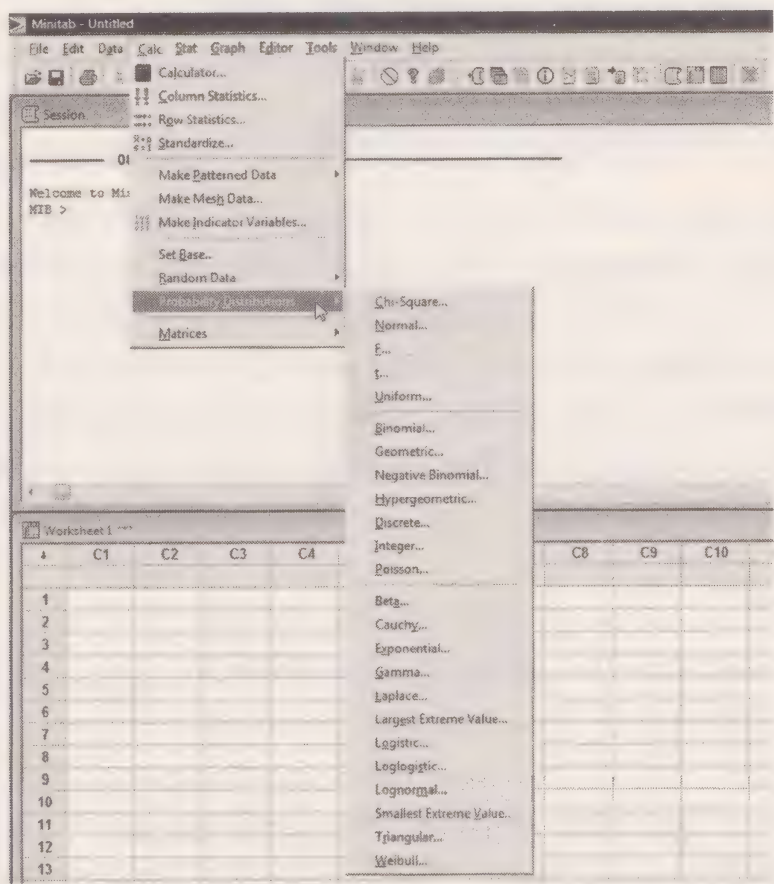 Minitab - Untitled
File Edit Data Calc Stat Graph Editor Tools Window Help
Session
Welcome to Mi
MTB >
Calculator...
Column Statistics...
Row Statistics...
Standardize...
Make Patterned Data
Make Mesh Data...
Make Indicator Variables...
Set Base...
Random Data
Probability Distributions
Matrices
Chi-Square...
Normal...
F...
t...
Uniform...
Binomial...
Geometric...
Negative Binomial...
Hypergeometric...
Discrete...
Integer...
Poisson...
Beta...
Cauchy...
Exponential...
Gamma...
Laplace...
Largest Extreme Value...
Logistic...
Loglogistic...
Lognormal...
Smallest Extreme Value..
Triangular...
Weibull...
Worksheet 1 ***
C1 C2 C3 C4 C8 C9 C10
1
2
3
4
5
6
7
8
9
10
11
12
13